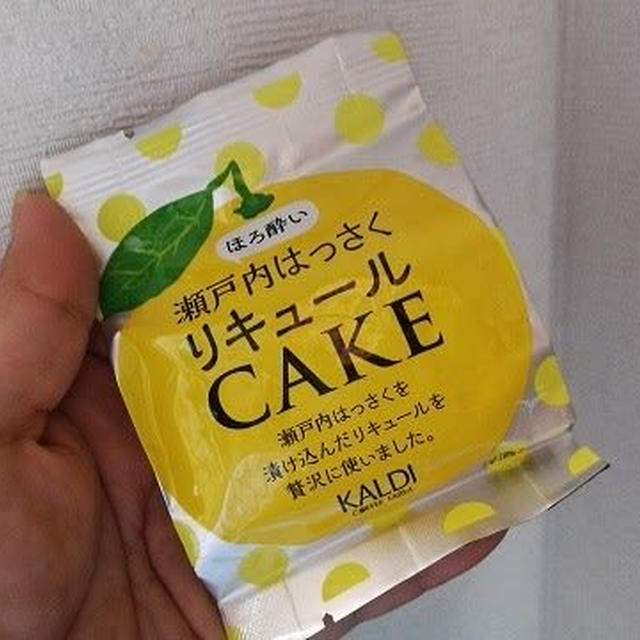 ほろ酔い
瀬戸内はっさく
リキュール
CAKE
瀬戸内はっさくを
漬け込んだリキュールを
贅沢に使いました。
KALDI
COFFEE FARM